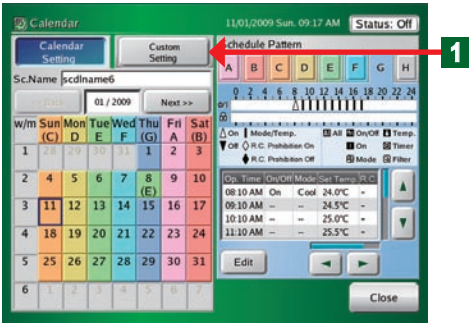 Calendar
11/01/2009 Sun. 09:17 AM
Status: Off
Calendar Setting
Custom Setting
1
Schedule Pattern
Sc.Name scdlname6
A B C D E F G H
<< Back 01 / 2009 Next >>
0 2 4 6 8 10 12 14 16 18 20 22 24
w/m Sun (C) Mon D Tue E Wed F Thu (G) Fri A Sat (B)
1 28 29 30 31 1 2 3
2 4 5 6 7 8 (E) 9 10
3 11 12 13 14 15 16 17
4 18 19 20 21 22 23 24
5 25 26 27 28 29 30 31
6 1 2 3 4 5 6 7
On Mode/Temp. All On/Off Temp.
Off R.C. Prohibition On On Timer
R.C. Prohibition Off Mode Filter
Op. Time On/Off Mode Set Temp. R.C.
08:10 AM On Cool 24.0°C -
09:10 AM -- -- 24.5°C -
10:10 AM -- -- 25.0°C -
11:10 AM -- -- 25.5°C -
Edit
Close